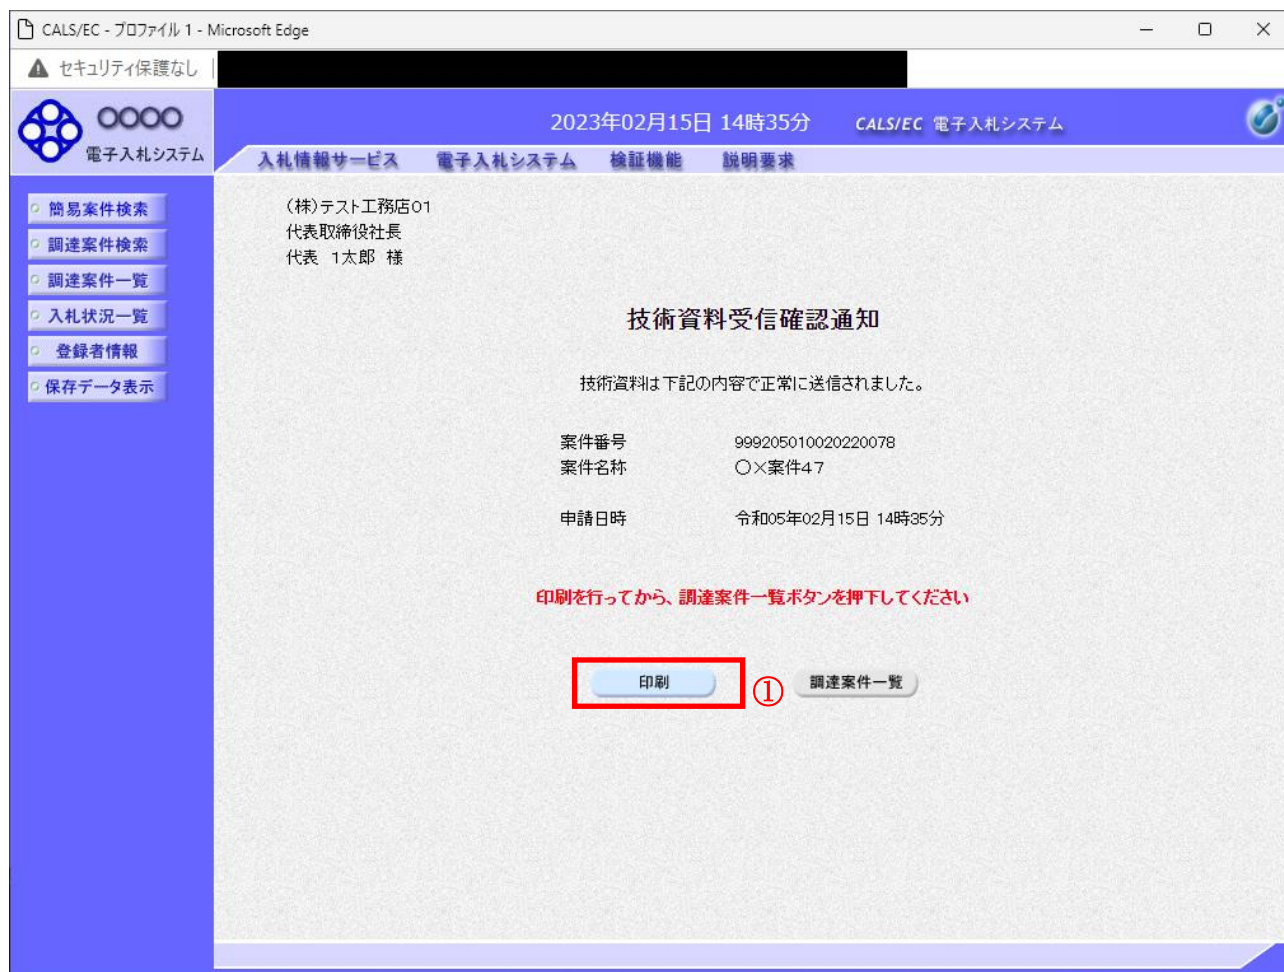 CALS/EC - プロファイル 1 - Microsoft Edge
セキュリティ保護なし
〇〇〇〇
電子入札システム
2023年02月15日 14時35分 CALS/EC 電子入札システム
入札情報サービス 電子入札システム 検証機能 説明要求
簡易案件検索
調達案件検索
調達案件一覧
入札状況一覧
登録者情報
保存データ表示
(株)テスト工務店01
代表取締役社長
代表 1太郎 様
技術資料受信確認通知
技術資料は下記の内容で正常に送信されました。
案件番号 999205010020220078
案件名称 〇×案件47
申請日時 令和05年02月15日 14時35分
印刷を行ってから、調達案件一覧ボタンを押下してください
印刷 ① 調達案件一覧